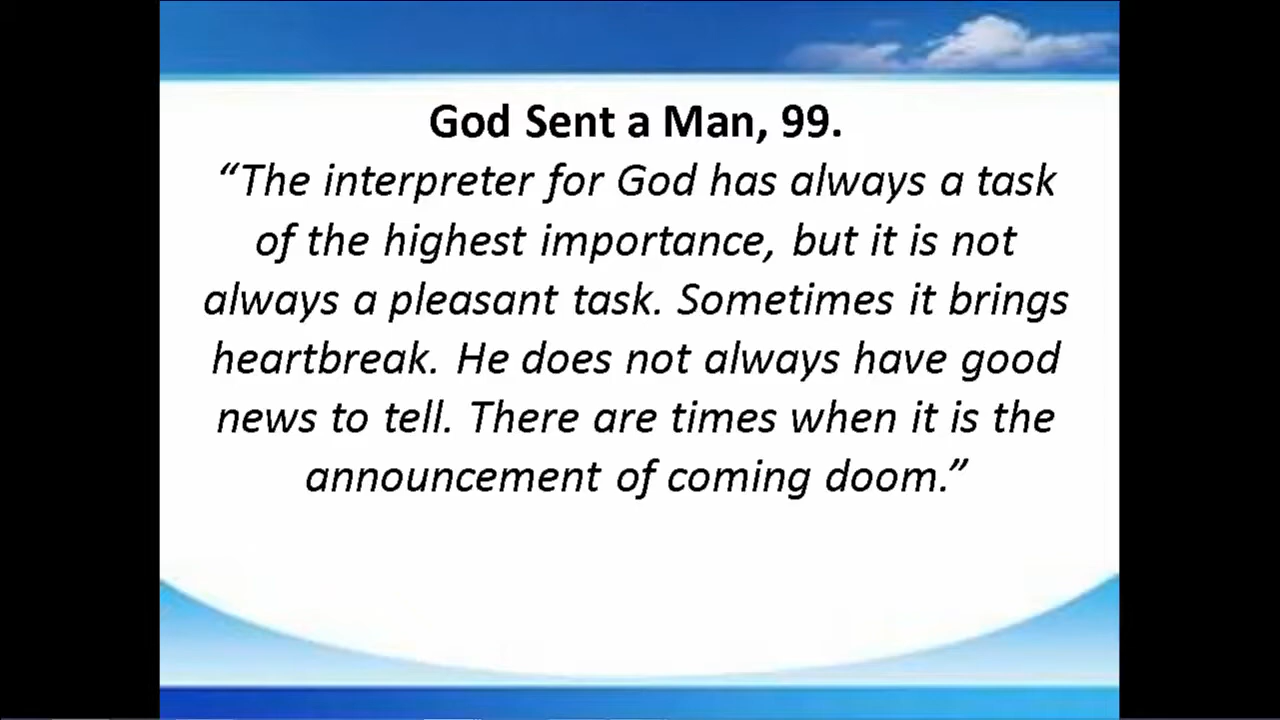 God Sent a Man, 99.
“The interpreter for God has always a task
of the highest importance, but it is not
always a pleasant task. Sometimes it brings
heartbreak. He does not always have good
news to tell. There are times when it is the
announcement of coming doom.”